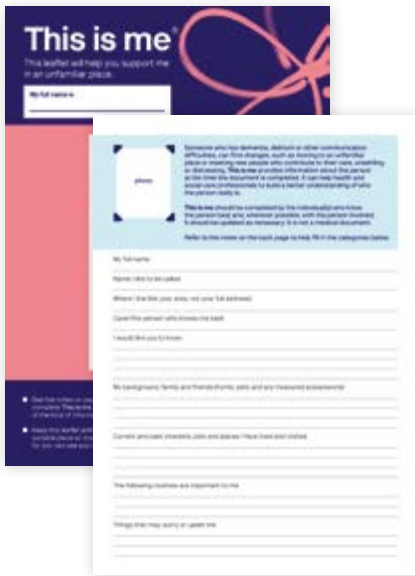 This is me®
This leaflet will help you support me
in an unfamiliar place.
My full name is
photo
Someone who has dementia, delirium or other communication
difficulties, can find changes, such as moving to an unfamiliar
place or meeting new people who contribute to their care, unsettling
or distressing. This is me provides information about the person
at the time the document is completed. It can help health and
social care professionals to build a better understanding of who
the person really is.
This is me should be completed by the individual(s) who know
the person best and, wherever possible, with the person involved.
It should be updated as necessary. It is not a medical document.
Refer to the notes on the back page to help fill in the categories below.
My full name
Name I like to be called
Where I live (list your area, not your full address)
Carer/the person who knows me best
I would like you to know
My background, family and friends (home, pets and any treasured possessions)
Current and past interests, jobs and places I have lived and visited
The following routines are important to me
Things that may worry or upset me
complete This is me
Keep this leaflet